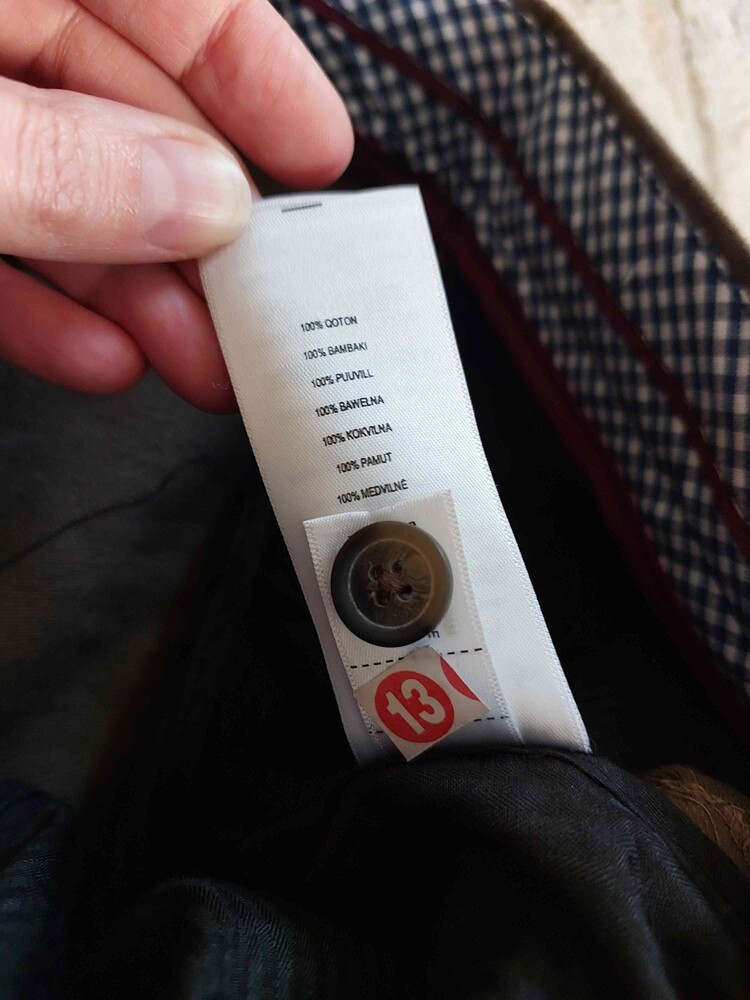 100% QOTON
100% BAMBAKI
100% PUUVILL
100% BAWEŁNA
100% KOKVILNA
100% PAMUT
100% MEDVILNĖ
13